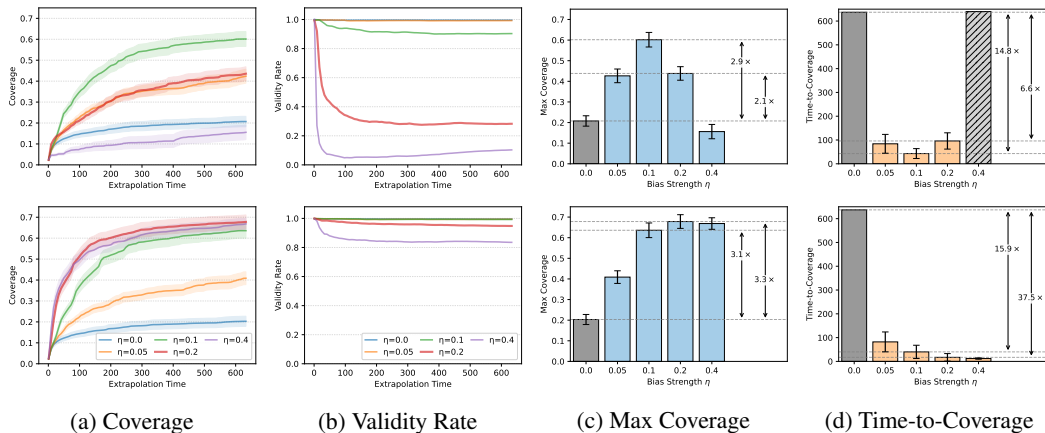 0.7
0.6
0.5
0.4
0.3
0.2
0.1
0.0
Coverage
0 100 200 300 400 500 600
Extrapolation Time
1.0
0.8
0.6
0.4
0.2
0.0
Validity Rate
0 100 200 300 400 500 600
Extrapolation Time
0.7
0.6
0.5
0.4
0.3
0.2
0.1
0.0
Max Coverage
2.9 ×
2.1 ×
0.0 0.05 0.1 0.2 0.4
Bias Strength η
600
500
400
300
200
100
0
Time-to-Coverage
14.8 ×
6.6 ×
0.0 0.05 0.1 0.2 0.4
Bias Strength η
0.7
0.6
0.5
0.4
0.3
0.2
0.1
0.0
Coverage
η=0.0 η=0.1 η=0.4
η=0.05 η=0.2
0 100 200 300 400 500 600
Extrapolation Time
1.0
0.8
0.6
0.4
0.2
0.0
Validity Rate
η=0.0 η=0.1 η=0.4
η=0.05 η=0.2
0 100 200 300 400 500 600
Extrapolation Time
0.7
0.6
0.5
0.4
0.3
0.2
0.1
0.0
Max Coverage
3.1 ×
3.3 ×
0.0 0.05 0.1 0.2 0.4
Bias Strength η
600
500
400
300
200
100
0
Time-to-Coverage
15.9 ×
37.5 ×
0.0 0.05 0.1 0.2 0.4
Bias Strength η
(a) Coverage
(b) Validity Rate
(c) Max Coverage
(d) Time-to-Coverage